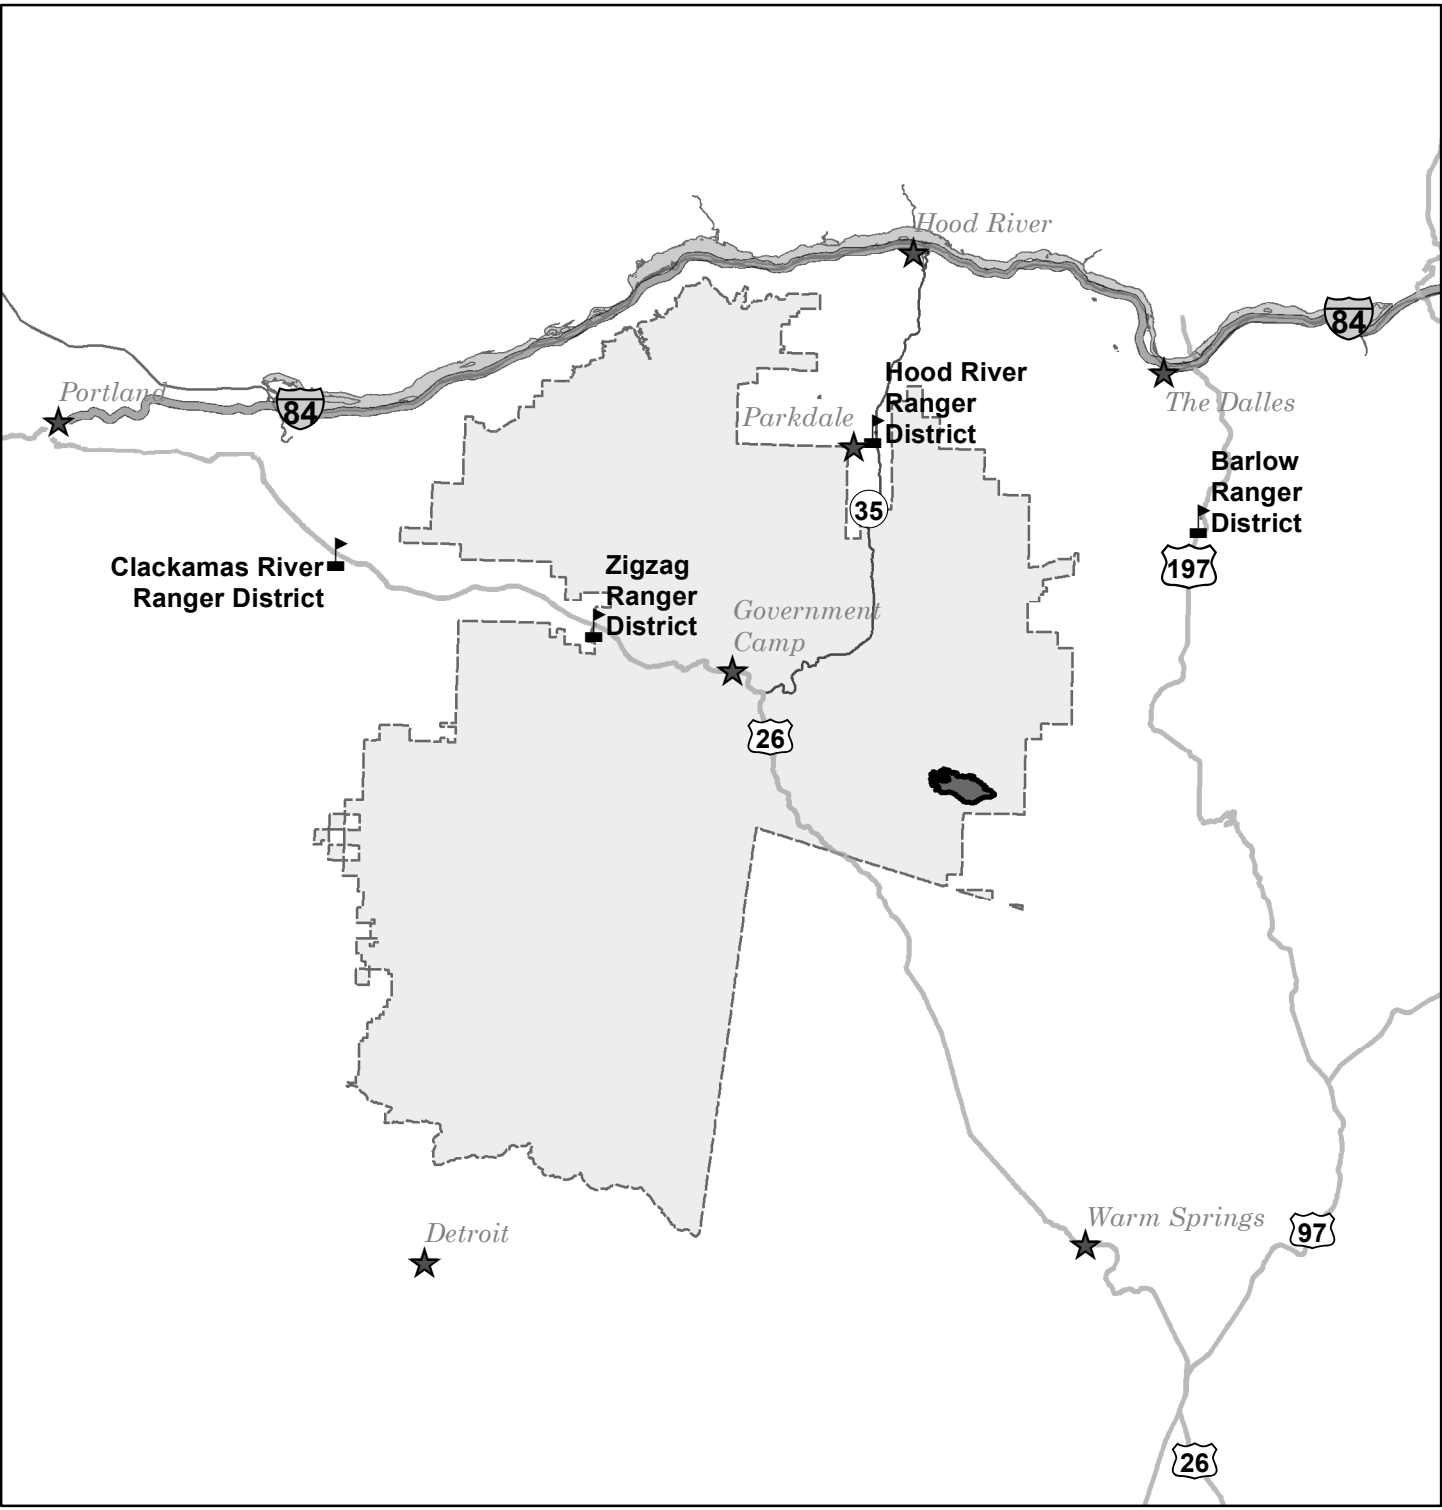 Hood River
84
Portland
84
Hood River
Ranger
District
The Dalles
Parkdale
Barlow
Ranger
District
35
197
Clackamas River
Ranger District
Zigzag
Ranger
District
Government
Camp
26
Warm Springs
97
Detroit
26